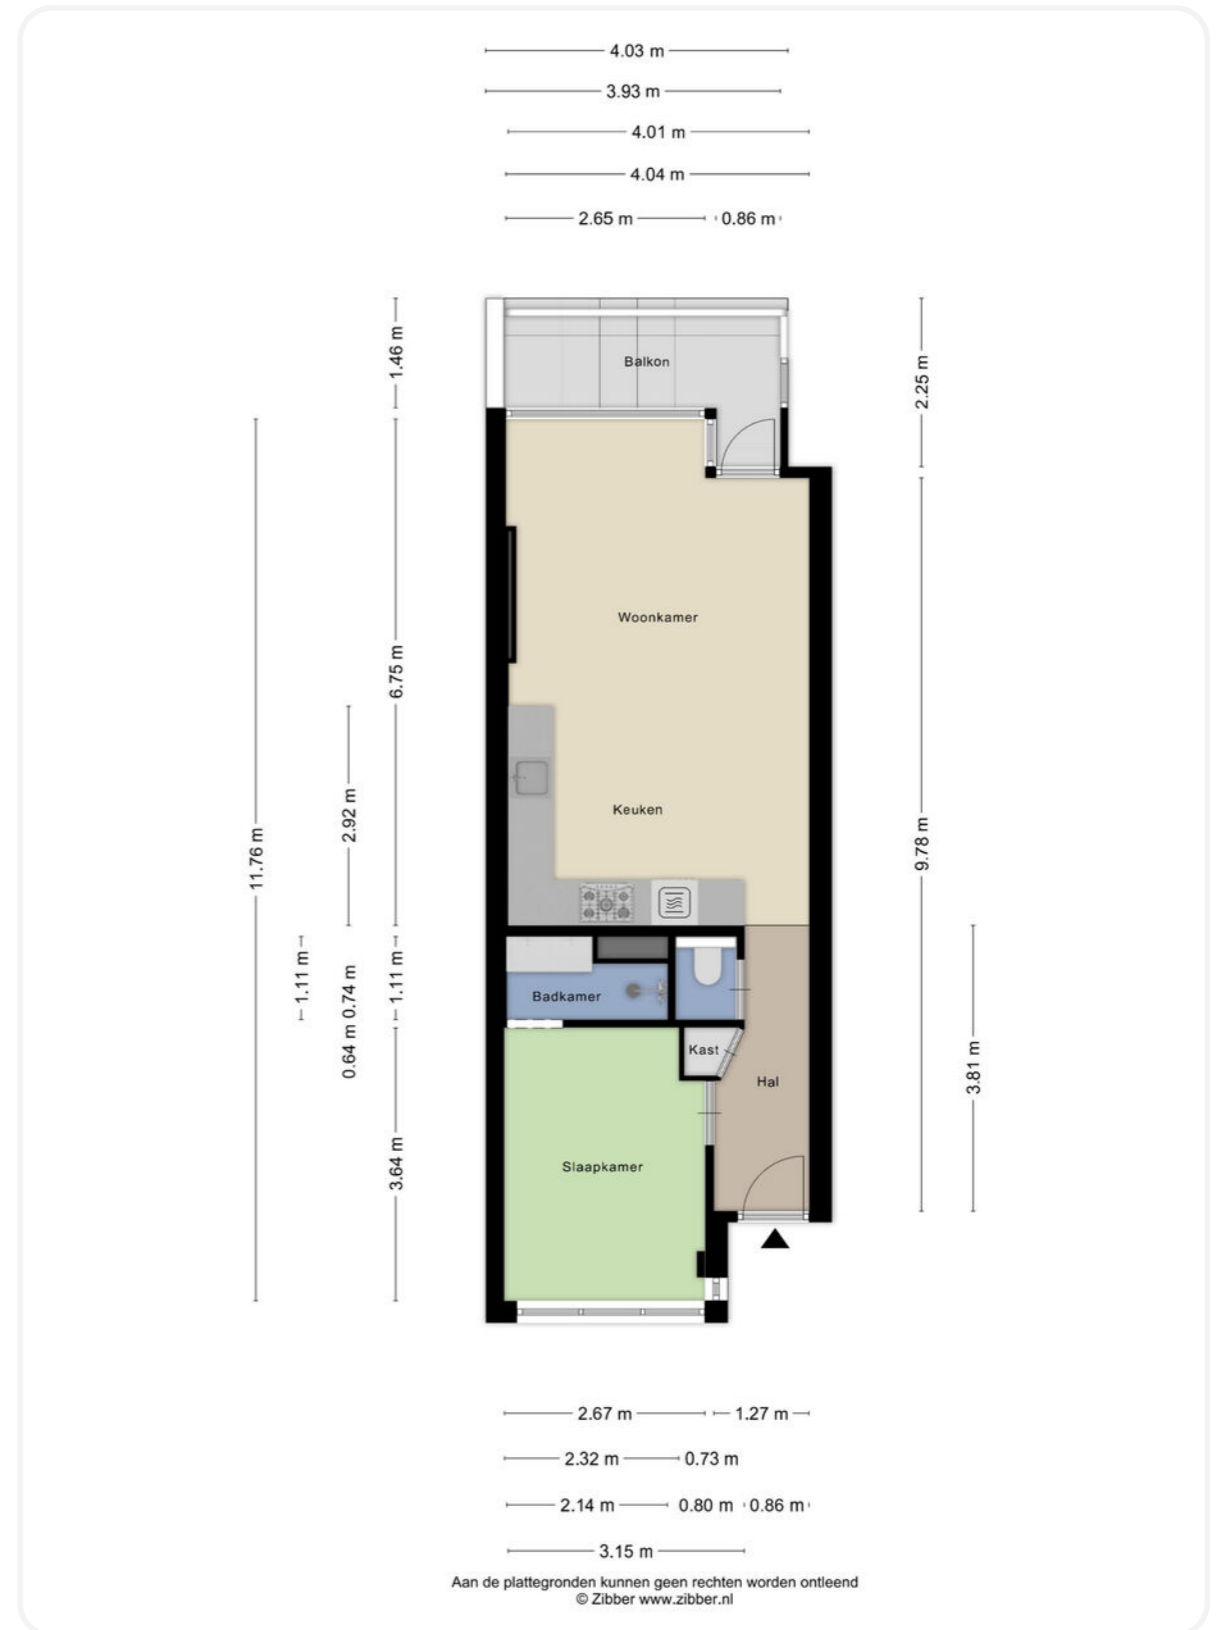 4.03 m
3.93 m
4.01 m
4.04 m
2.65 m
0.86 m
1.46 m
2.25 m
Balkon
Woonkamer
6.75 m
2.92 m
Keuken
11.76 m
9.78 m
1.11 m
0.74 m
1.11 m
Badkamer
0.64 m
Kast
Hal
3.81 m
3.64 m
Slaapkamer
2.67 m
1.27 m
2.32 m
0.73 m
2.14 m
0.80 m
0.86 m
3.15 m
Aan de plattegronden kunnen geen rechten worden ontleend
© Zibber www.zibber.nl